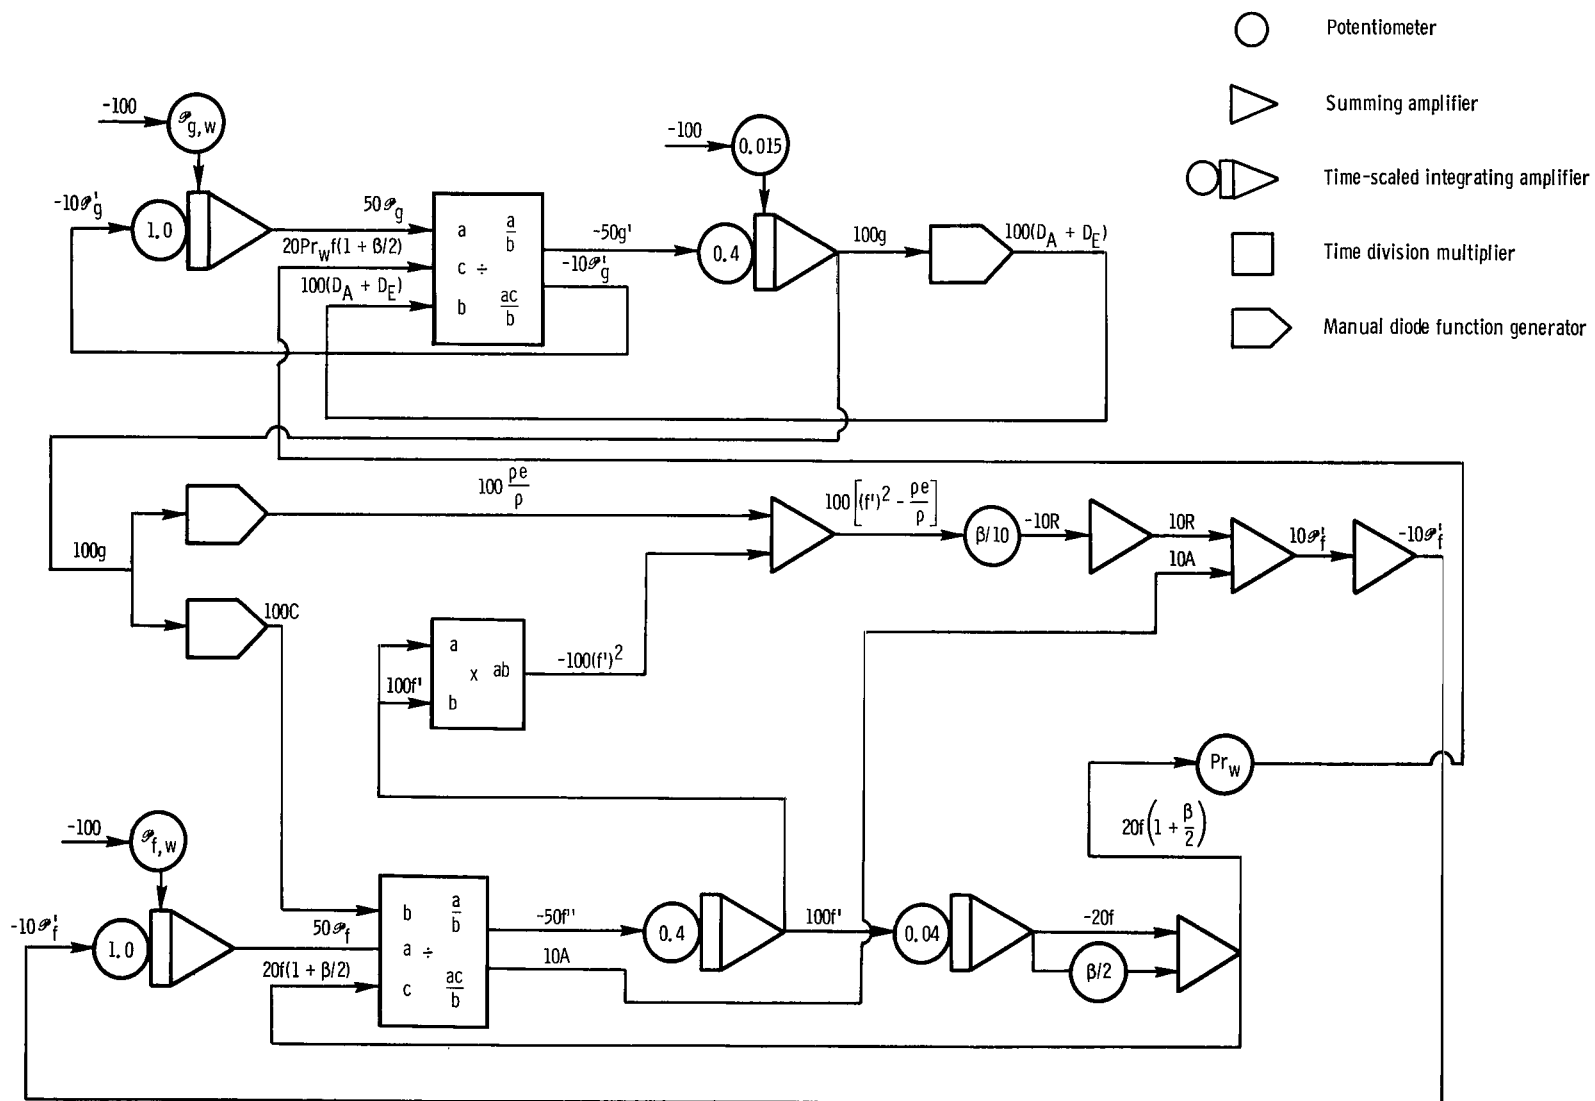 Potentiometer
Summing amplifier
Time-scaled integrating amplifier
Time division multiplier
Manual diode function generator
-100
𝒫g,w
-10𝒫'g
1.0
50𝒫g
20Prwf(1 + β/2)
100(DA + DE)
a a/b
c ÷
b ac/b
-50g'
-10𝒫'g
-100
0.015
0.4
100g
100(DA + DE)
100g
100 ρe/ρ
100C
100[(f')² - ρe/ρ]
β/10
-10R
10R
10A
10𝒫'f
-10𝒫'f
a
x ab
b
100f'
-100(f')²
Prw
20f(1 + β/2)
-100
𝒫f,w
-10𝒫'f
1.0
50𝒫f
20f(1 + β/2)
b a/b
a ÷
c ac/b
-50f''
10A
0.4
100f'
0.04
-20f
β/2